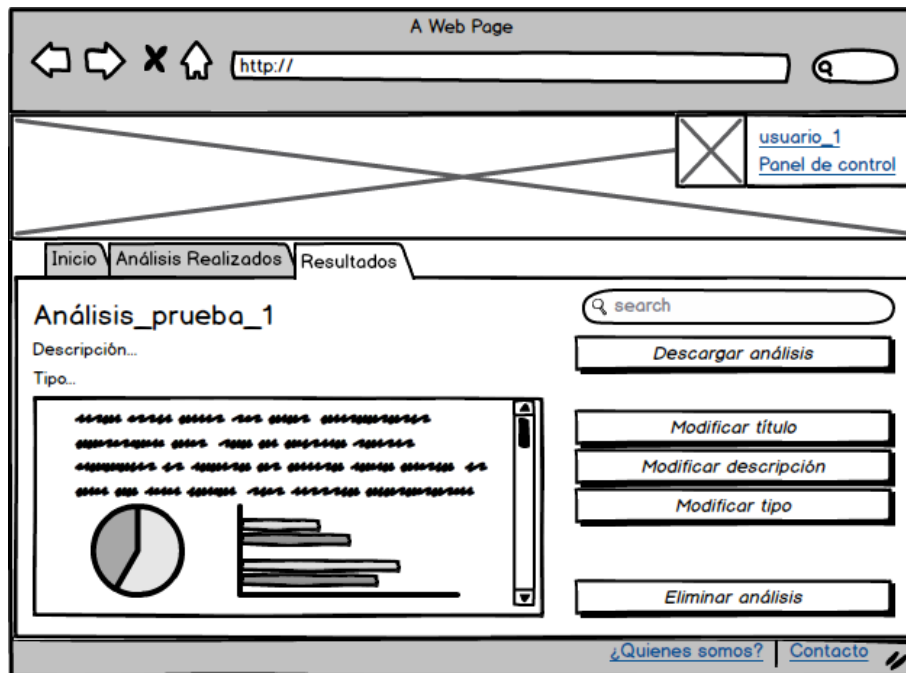 A Web Page
http://
usuario_1
Panel de control
Inicio
Análisis Realizados
Resultados
Análisis_prueba_1
Descripción...
Tipo...
search
Descargar análisis
Modificar título
Modificar descripción
Modificar tipo
Eliminar análisis
¿Quienes somos?
Contacto